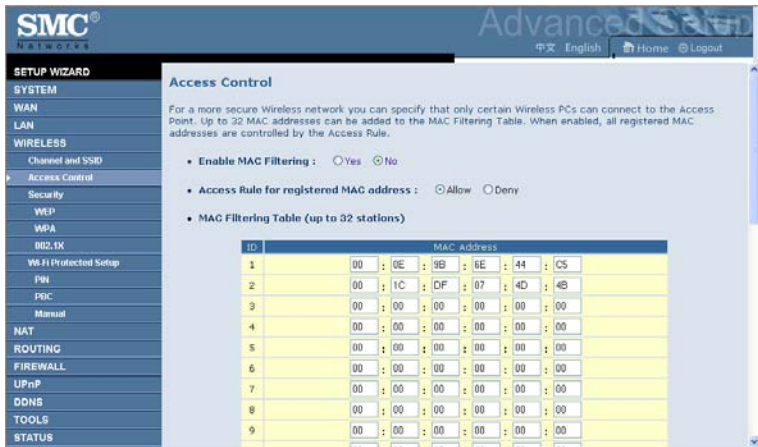 SMC®
Networks
Advanced Setup
中文 English Home Logout
SETUP WIZARD
SYSTEM
WAN
LAN
WIRELESS
Channel and SSID
Access Control
Security
WEP
WPA
802.1X
Wi-Fi Protected Setup
PIN
PBC
Manual
NAT
ROUTING
FIREWALL
UPnP
DDNS
TOOLS
STATUS
Access Control
For a more secure Wireless network you can specify that only certain Wireless PCs can connect to the Access
Point. Up to 32 MAC addresses can be added to the MAC Filtering Table. When enabled, all registered MAC
addresses are controlled by the Access Rule.
• Enable MAC Filtering : Yes No
• Access Rule for registered MAC address : Allow Deny
• MAC Filtering Table (up to 32 stations)
ID MAC Address
1 00 : 0E : 9B : 6E : 44 : C5
2 00 : 1C : DF : 07 : 4D : 4B
3 00 : 00 : 00 : 00 : 00 : 00
4 00 : 00 : 00 : 00 : 00 : 00
5 00 : 00 : 00 : 00 : 00 : 00
6 00 : 00 : 00 : 00 : 00 : 00
7 00 : 00 : 00 : 00 : 00 : 00
8 00 : 00 : 00 : 00 : 00 : 00
9 00 : 00 : 00 : 00 : 00 : 00